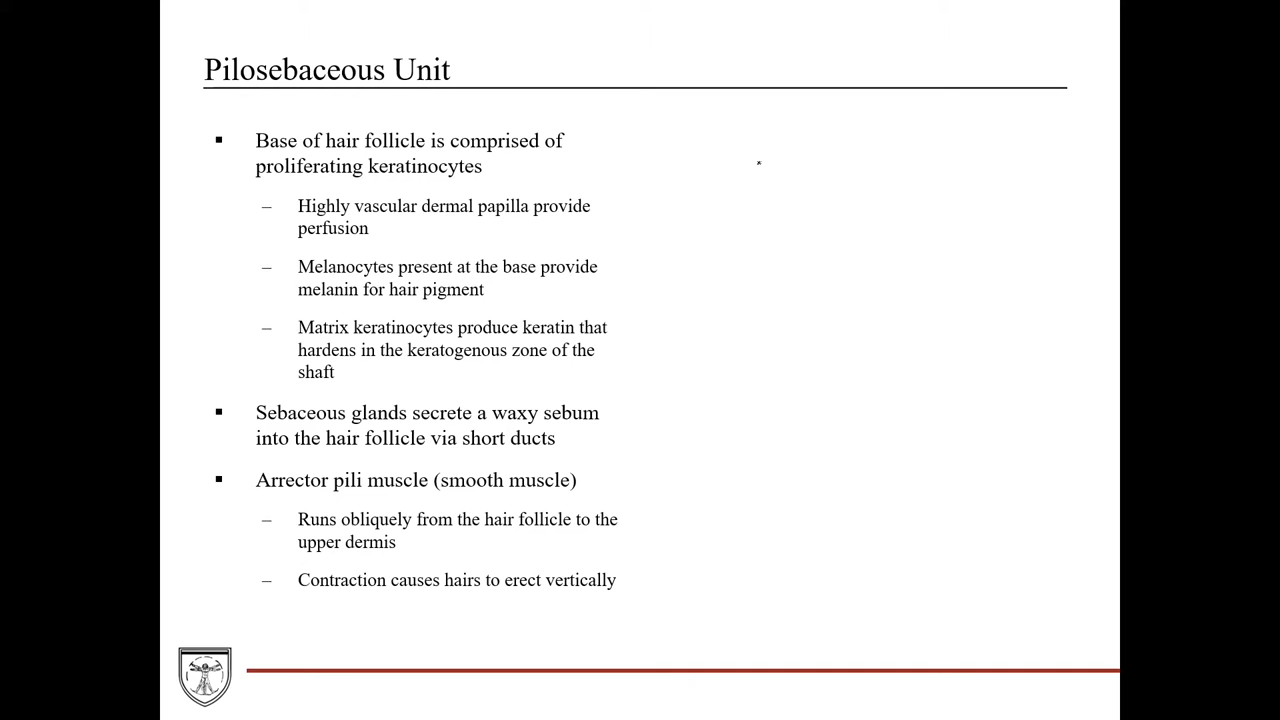 Pilosebaceous Unit
▪ Base of hair follicle is comprised of
proliferating keratinocytes
– Highly vascular dermal papilla provide
perfusion
– Melanocytes present at the base provide
melanin for hair pigment
– Matrix keratinocytes produce keratin that
hardens in the keratogenous zone of the
shaft
▪ Sebaceous glands secrete a waxy sebum
into the hair follicle via short ducts
▪ Arrector pili muscle (smooth muscle)
– Runs obliquely from the hair follicle to the
upper dermis
– Contraction causes hairs to erect vertically